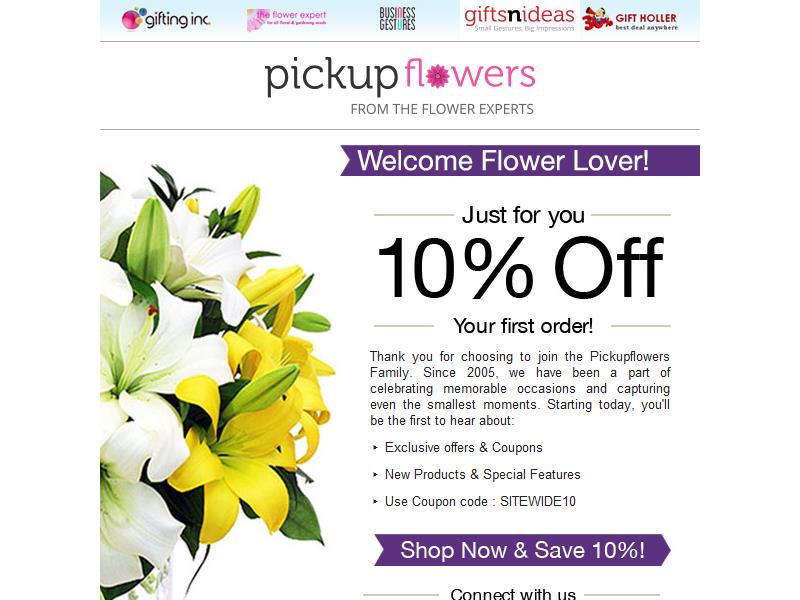 gifting inc.
the flower expert
for all floral & gardening needs
BUSINESS
GESTURES
giftsnideas
Small Gestures, Big Impressions
GIFT HOLLER
best deal anywhere
pickupflowers
FROM THE FLOWER EXPERTS
Welcome Flower Lover!
Just for you
10% Off
Your first order!
Thank you for choosing to join the Pickupflowers
Family. Since 2005, we have been a part of
celebrating memorable occasions and capturing
even the smallest moments. Starting today, you'll
be the first to hear about:
‣ Exclusive offers & Coupons
‣ New Products & Special Features
‣ Use Coupon code : SITEWIDE10
Shop Now & Save 10%!
Connect with us